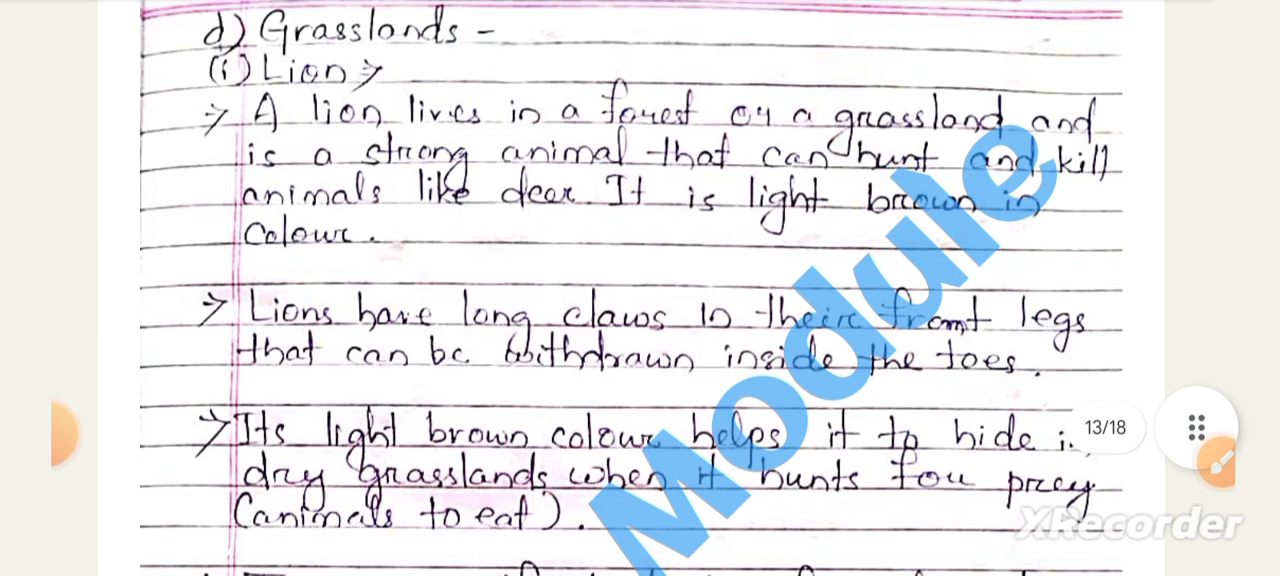 d) Grasslands -
(i) Lion →
→ A lion lives in a forest or a grassland and
is a strong animal that can hunt and kill
animals like deer. It is light brown in
colour.
→ Lions have long claws in their front legs
that can be withdrawn inside the toes.
→ Its light brown colour helps it to hide i
dry grasslands when it hunts for prey
(animals to eat).
Module
13/18
XRecorder